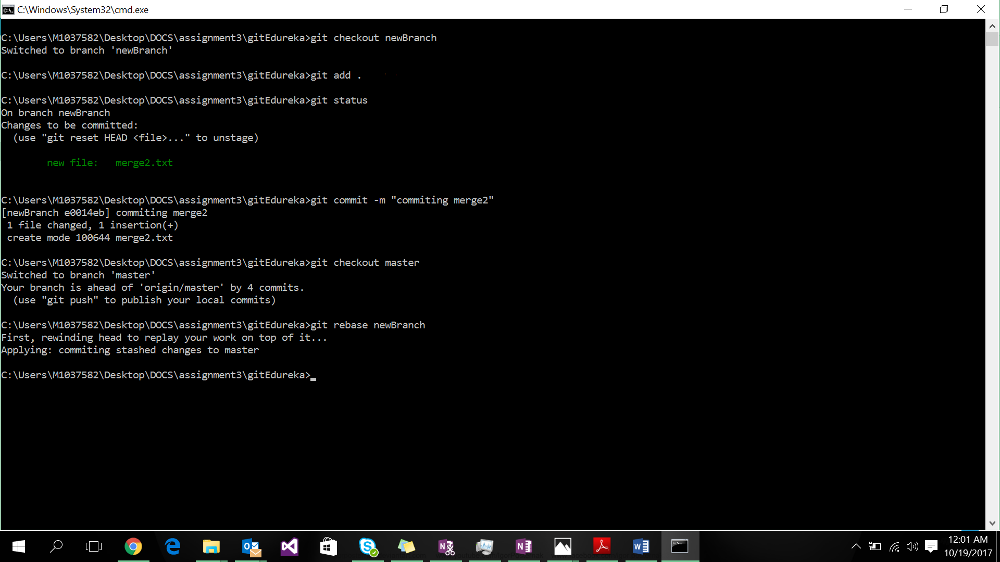 C:\Windows\System32\cmd.exe
C:\Users\M1037582\Desktop\DOCS\assignment3\gitEdureka>git checkout newBranch
Switched to branch 'newBranch'
C:\Users\M1037582\Desktop\DOCS\assignment3\gitEdureka>git add .
C:\Users\M1037582\Desktop\DOCS\assignment3\gitEdureka>git status
On branch newBranch
Changes to be committed:
  (use "git reset HEAD <file>..." to unstage)
        new file:   merge2.txt
C:\Users\M1037582\Desktop\DOCS\assignment3\gitEdureka>git commit -m "commiting merge2"
[newBranch e0014eb] commiting merge2
 1 file changed, 1 insertion(+)
 create mode 100644 merge2.txt
C:\Users\M1037582\Desktop\DOCS\assignment3\gitEdureka>git checkout master
Switched to branch 'master'
Your branch is ahead of 'origin/master' by 4 commits.
  (use "git push" to publish your local commits)
C:\Users\M1037582\Desktop\DOCS\assignment3\gitEdureka>git rebase newBranch
First, rewinding head to replay your work on top of it...
Applying: commiting stashed changes to master
C:\Users\M1037582\Desktop\DOCS\assignment3\gitEdureka>
12:01 AM
10/19/2017